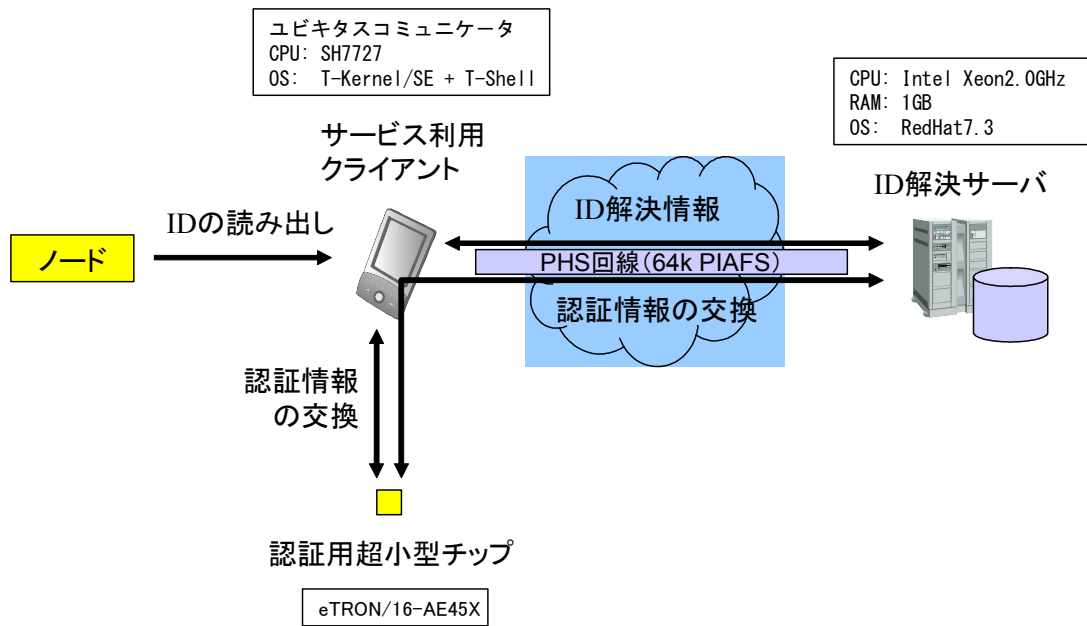 ユビキタスコミュニケータ
CPU: SH7727
OS: T-Kernel/SE + T-Shell
CPU: Intel Xeon2.0GHz
RAM: 1GB
OS: RedHat7.3
サービス利用
クライアント
ID解決サーバ
IDの読み出し
ID解決情報
ノード
PHS回線(64k PIAFS)
認証情報の交換
認証情報
の交換
認証用超小型チップ
eTRON/16-AE45X